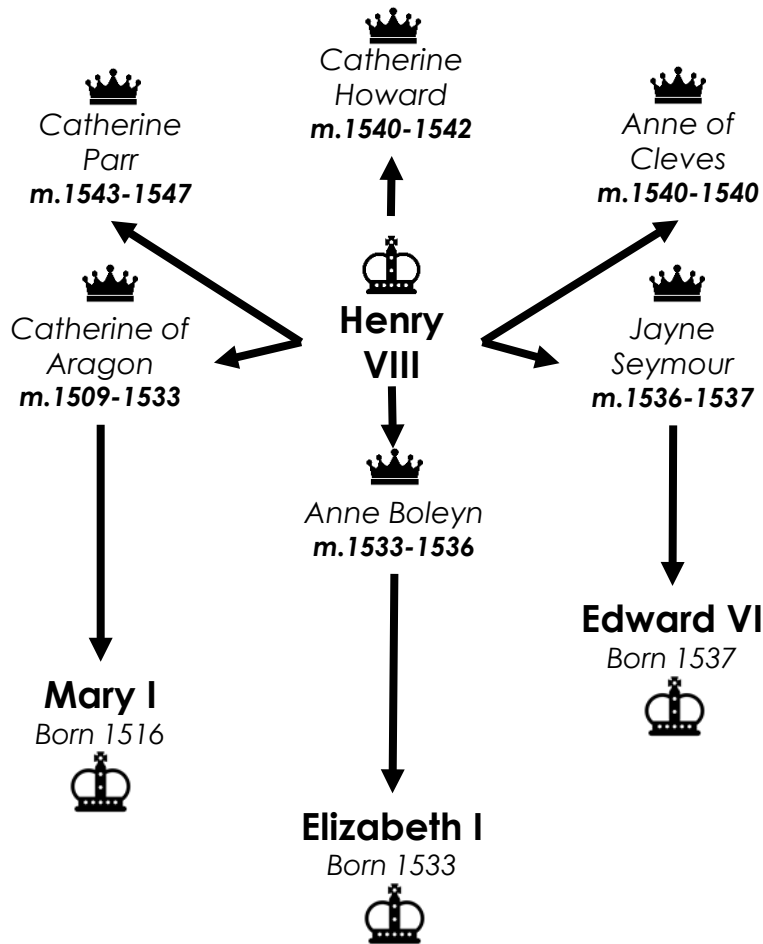 Catherine
Howard
m.1540-1542
Catherine
Parr
m.1543-1547
Anne of
Cleves
m.1540-1540
Henry
VIII
Catherine of
Aragon
m.1509-1533
Jayne
Seymour
m.1536-1537
Anne Boleyn
m.1533-1536
Edward VI
Born 1537
Mary I
Born 1516
Elizabeth I
Born 1533